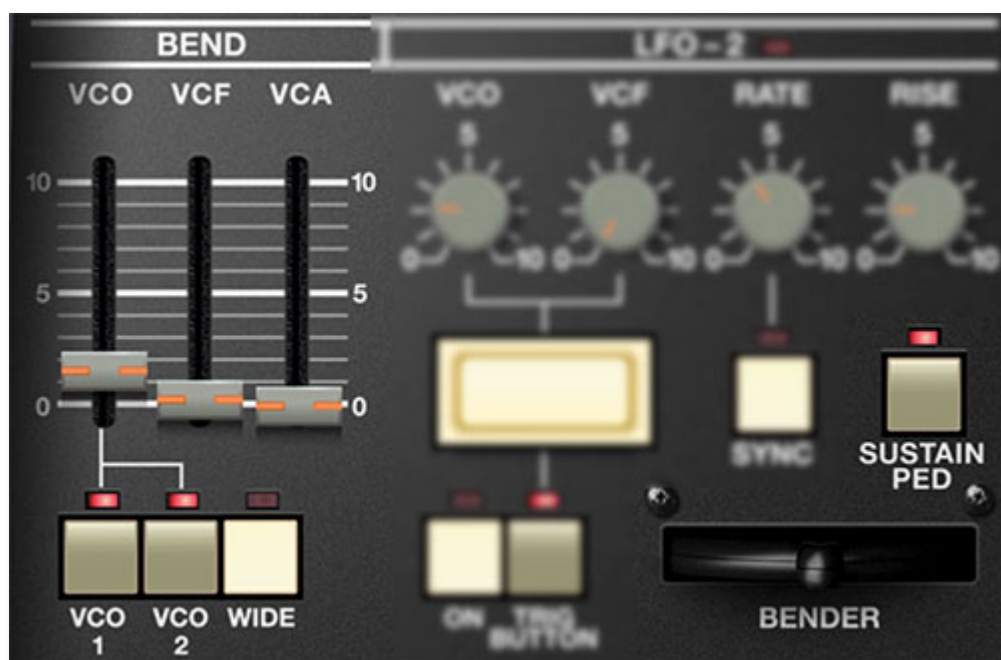 BEND
LFO – 2
VCO VCF VCA
VCO VCF RATE RISE
5 5 5 5
10 10
0 10 0 10 0 10 0 10
5 5
0 0
SYNC
SUSTAIN
PED
VCO
1
VCO
2
WIDE
ON
TRIG
BUTTON
BENDER